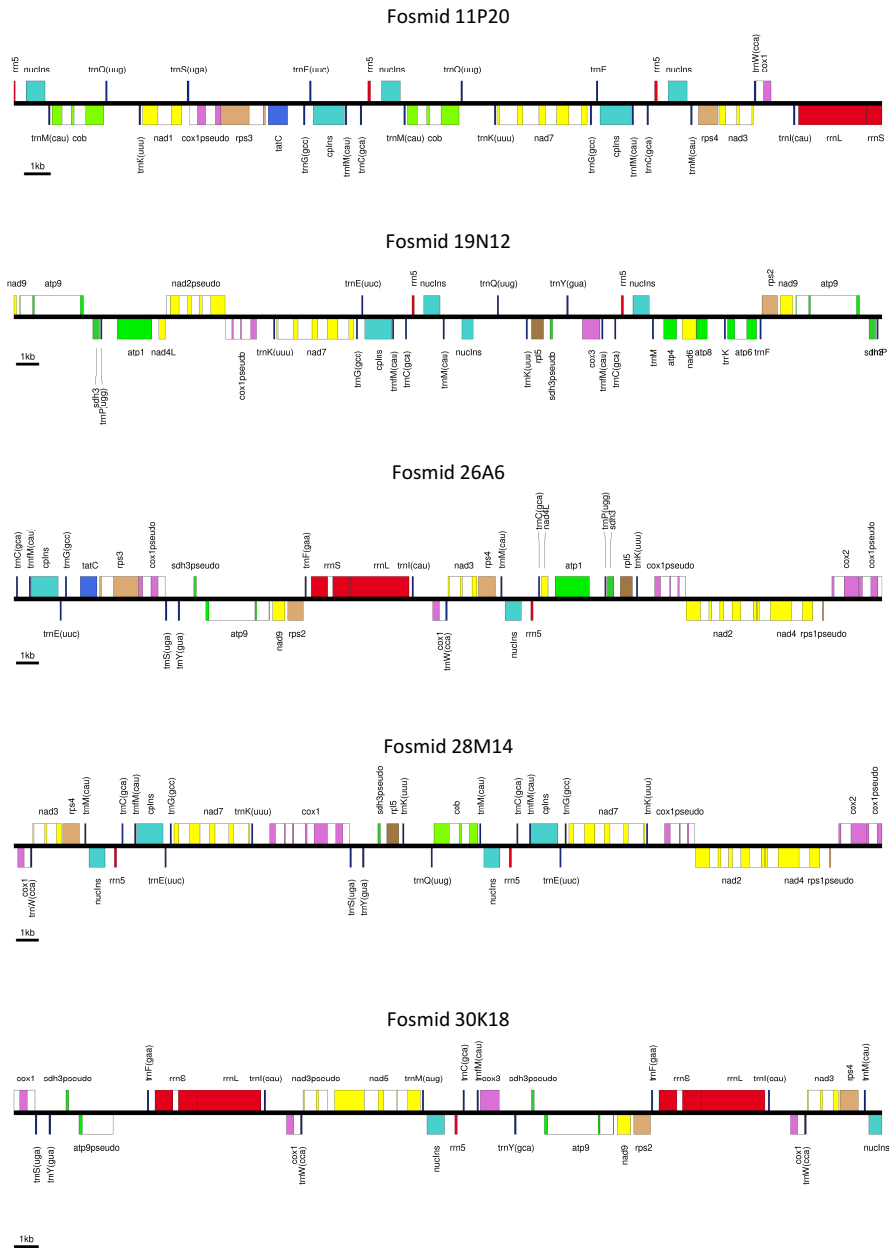 Fosmid 11P20
rrn5 nucIns trnQ(uug) trnS(uga) trnE(uuc) rrn5 nucIns trnQ(uug) trnE rrn5 nucIns trnW(cca) cox1
trnM(cau) cob trnK(uuu) nad1 cox1pseudo rps3 tatC trnG(gcc) cpIns trnfM(cau) trnC(gca) trnM(cau) cob trnK(uuu) nad7 trnG(gcc) cpIns trnfM(cau) trnC(gca) trnM(cau) rps4 nad3 trnI(cau) rrnL rrnS
1kb
Fosmid 19N12
nad9 atp9 nad2pseudo trnE(uuc) rrn5 nucIns trnQ(uug) trnY(gua) rrn5 nucIns rps2 nad9 atp9
sdh3 trnP(ugg) atp1 nad4L cox1pseudo trnK(uuu) nad7 trnG(gcc) cpIns trnfM(cau) trnC(gca) trnM(cau) nucIns trnK(uuu) rpl5 sdh3pseudo cox3 trnfM(cau) trnC(gca) trnM atp4 nad6 atp8 trnK atp6 trnF
1kb
Fosmid 26A6
trnC(gca) trnfM(cau) cpIns trnG(gcc) tatC rps3 cox1pseudo sdh3pseudo trnF(gaa) rrnS rrnL trnI(cau) nad3 rps4 trnM(cau) trnC(gca) nad4L atp1 trnP(ugg) sdh3 rpl5 trnK(uuu) cox1pseudo cox2 cox1pseudo
trnE(uuc) trnS(uga) trnY(gua) atp9 nad9 rps2 cox1 trnW(cca) nucIns rrn5 nad2 nad4 rps1pseudo
1kb
Fosmid 28M14
nad3 rps4 trnM(cau) trnC(gca) trnfM(cau) cpIns trnG(gcc) nad7 trnK(uuu) cox1 sdh3pseudo rpl5 trnK(uuu) cob trnM(cau) trnC(gca) trnfM(cau) cpIns trnG(gcc) nad7 trnK(uuu) cox1pseudo cox2 cox1pseudo
cox1 trnW(cca) nucIns rrn5 trnE(uuc) trnS(uga) trnY(gua) trnQ(uug) nucIns rrn5 trnE(uuc) nad2 nad4 rps1pseudo
1kb
Fosmid 30K18
cox1 sdh3pseudo trnF(gaa) rrnS rrnL trnI(cau) nad3pseudo nad5 trnM(aug) trnC(gca) trnfM(cau) cox3 sdh3pseudo trnF(gaa) rrnS rrnL trnI(cau) nad3 rps4 trnM(cau)
trnS(uga) trnY(gua) atp9pseudo cox1 trnW(cca) nucIns rrn5 trnY(gca) atp9 nad9 rps2 cox1 trnW(cca) nucIns
1kb